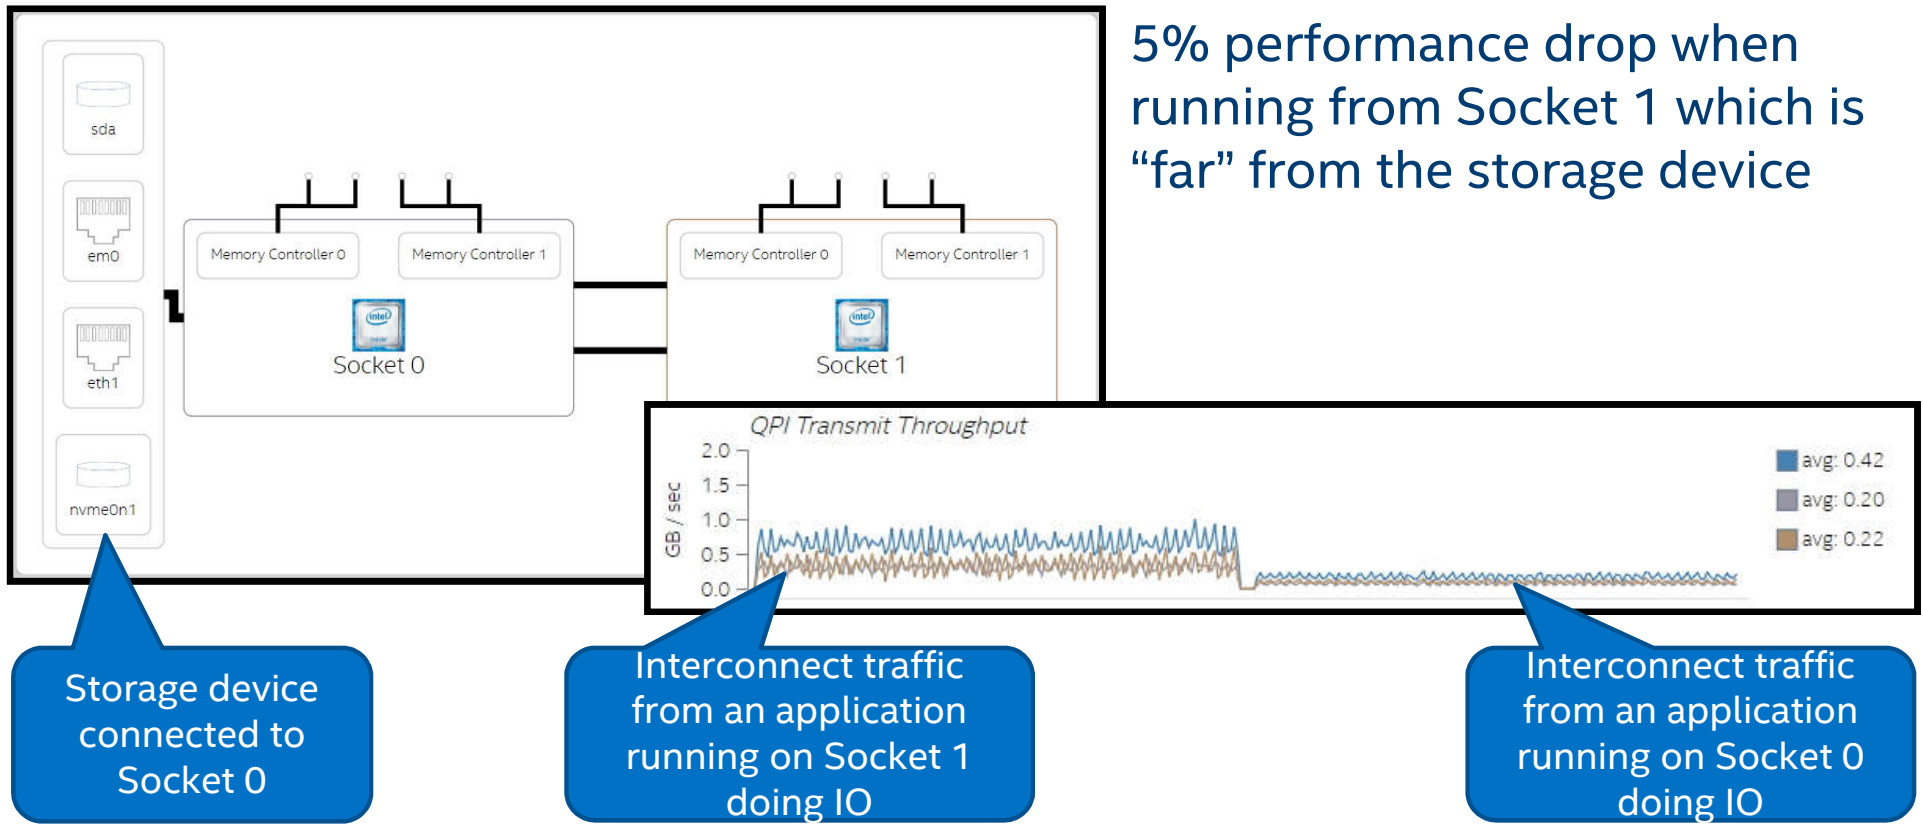 5% performance drop when
running from Socket 1 which is
“far” from the storage device
sda
em0
eth1
nvme0n1
Memory Controller 0
Memory Controller 1
intel
inside
Socket 0
Memory Controller 0
Memory Controller 1
intel
inside
Socket 1
QPI Transmit Throughput
GB / sec
2.0
1.5
1.0
0.5
0.0
avg: 0.42
avg: 0.20
avg: 0.22
Storage device
connected to
Socket 0
Interconnect traffic
from an application
running on Socket 1
doing IO
Interconnect traffic
from an application
running on Socket 0
doing IO